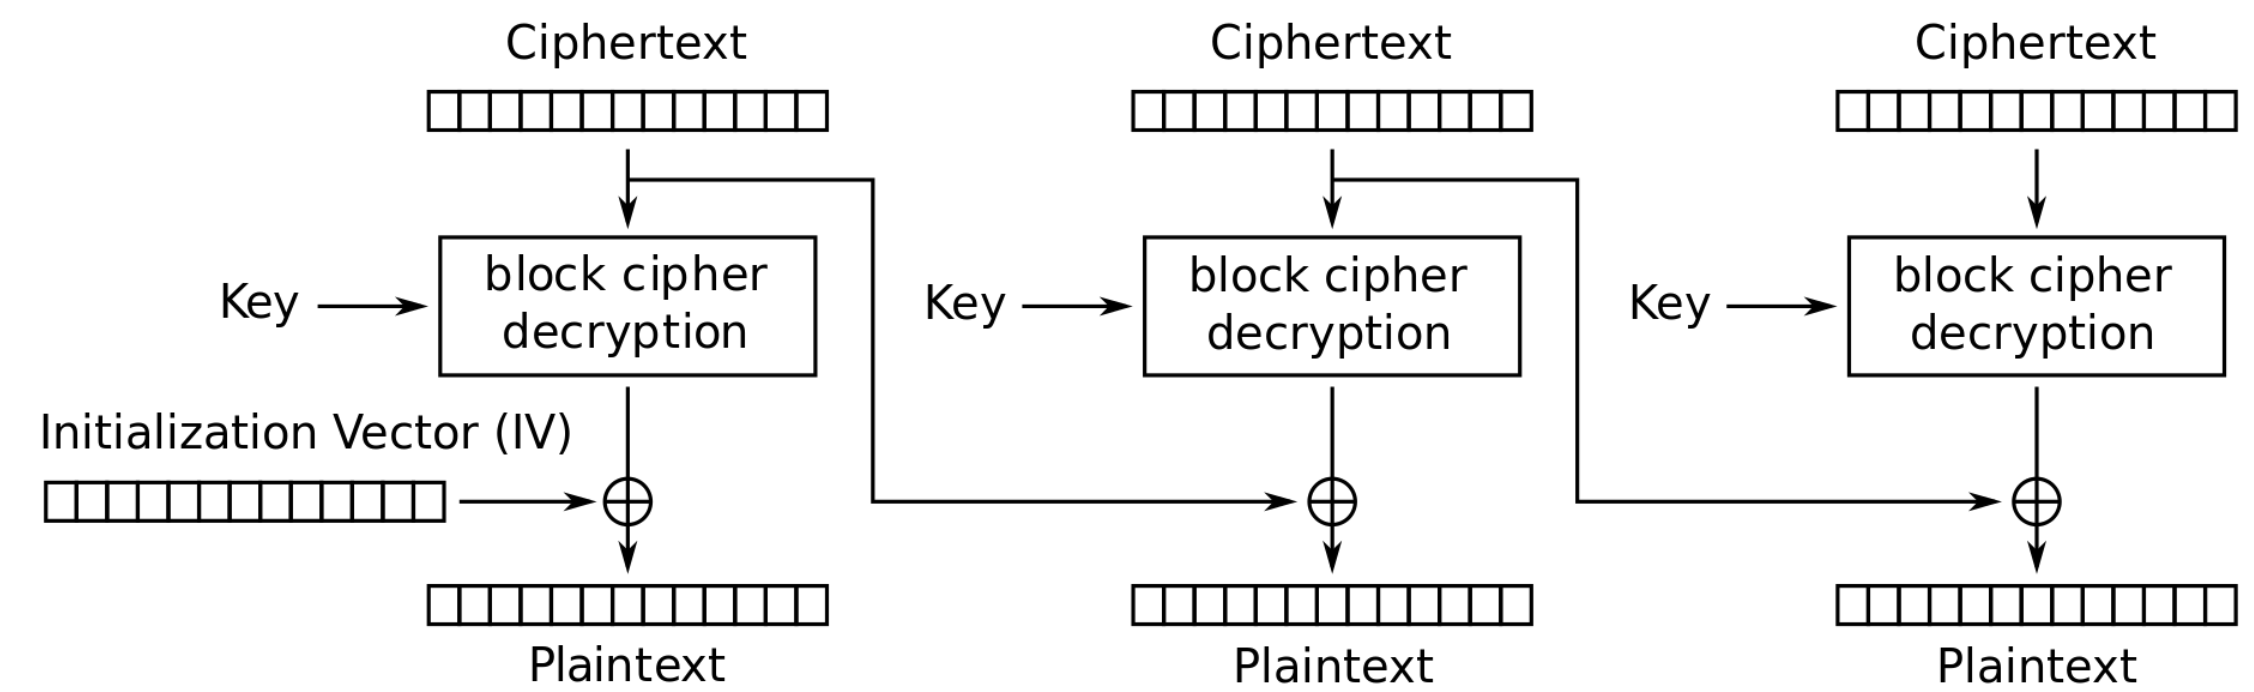 Ciphertext
Ciphertext
Ciphertext
Key
block cipher
decryption
Key
block cipher
decryption
Key
block cipher
decryption
Initialization Vector (IV)
Plaintext
Plaintext
Plaintext